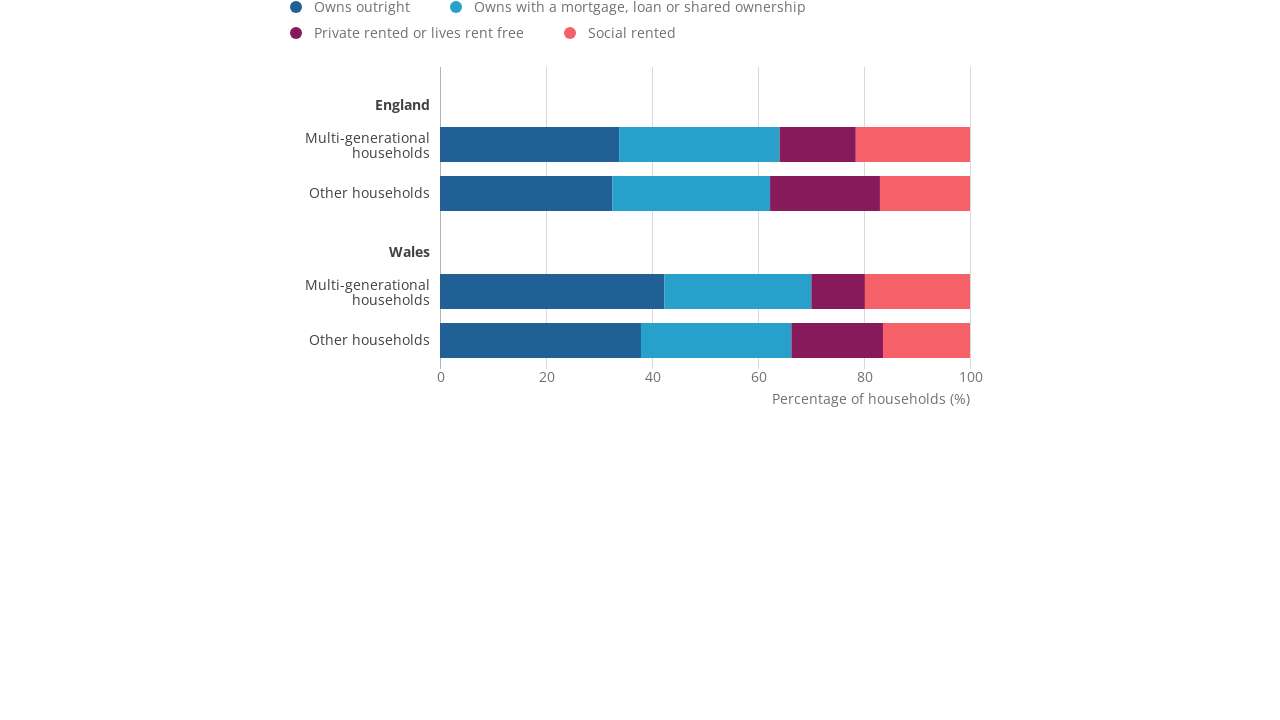 Owns outright
Owns with a mortgage, loan or shared ownership
Private rented or lives rent free
Social rented
England
Multi-generational
households
Other households
Wales
Multi-generational
households
Other households
0 20 40 60 80 100
Percentage of households (%)